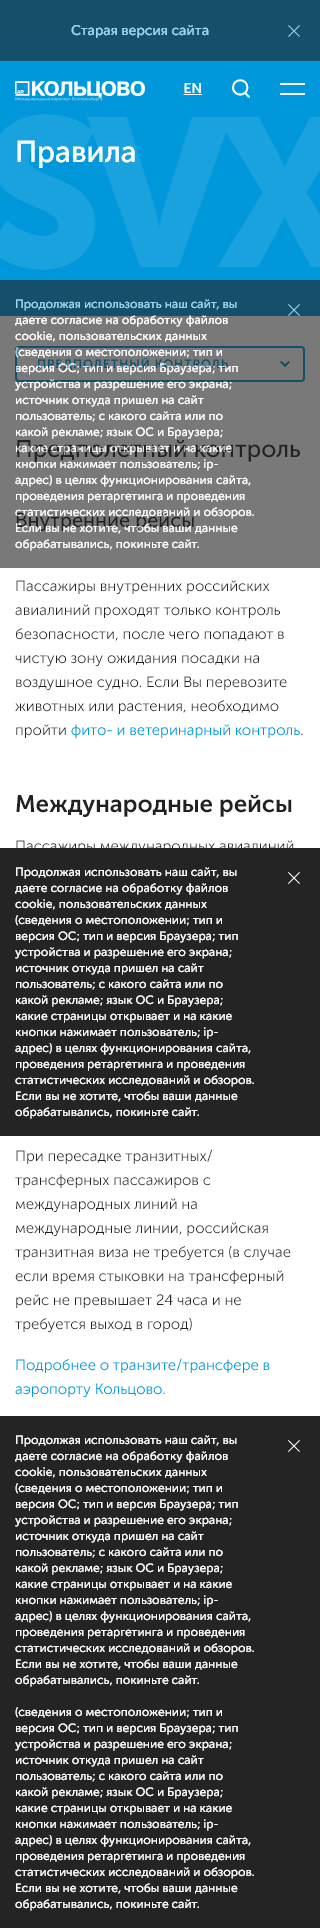 Старая версия сайта
КОЛЬЦОВО
EN
Правила
SVX
Продолжая использовать наш сайт, вы
даете согласие на обработку файлов
cookie, пользовательских данных
(сведения о местоположении; тип и
ПРЕДПОЛЕТНЫЙ КОНТРОЛЬ
версия ОС; тип и версия Браузера; тип
устройства и разрешение его экрана;
источник откуда пришел на сайт
пользователь; с какого сайта или по
какой рекламе; язык ОС и Браузера;
Предполетный контроль
какие страницы открывает и на какие
кнопки нажимает пользователь; ip-
адрес) в целях функционирования сайта,
проведения ретаргетинга и проведения
статистических исследований и обзоров.
Внутренние рейсы
Если вы не хотите, чтобы ваши данные
обрабатывались, покиньте сайт.
Пассажиры внутренних российских
авиалиний проходят только контроль
безопасности, после чего попадают в
чистую зону ожидания посадки на
воздушное судно. Если Вы перевозите
животных или растения, необходимо
пройти фито- и ветеринарный контроль.
Международные рейсы
Пассажиры международных авиалиний
Продолжая использовать наш сайт, вы
даете согласие на обработку файлов
cookie, пользовательских данных
(сведения о местоположении; тип и
версия ОС; тип и версия Браузера; тип
устройства и разрешение его экрана;
источник откуда пришел на сайт
пользователь; с какого сайта или по
какой рекламе; язык ОС и Браузера;
какие страницы открывает и на какие
кнопки нажимает пользователь; ip-
адрес) в целях функционирования сайта,
проведения ретаргетинга и проведения
статистических исследований и обзоров.
Если вы не хотите, чтобы ваши данные
обрабатывались, покиньте сайт.
При пересадке транзитных/
трансферных пассажиров с
международных линий на
международные линии, российская
транзитная виза не требуется (в случае
если время стыковки на трансферный
рейс не превышает 24 часа и не
требуется выход в город)
Подробнее о транзите/трансфере в
аэропорту Кольцово.
Продолжая использовать наш сайт, вы
даете согласие на обработку файлов
cookie, пользовательских данных
(сведения о местоположении; тип и
версия ОС; тип и версия Браузера; тип
устройства и разрешение его экрана;
источник откуда пришел на сайт
пользователь; с какого сайта или по
какой рекламе; язык ОС и Браузера;
какие страницы открывает и на какие
кнопки нажимает пользователь; ip-
адрес) в целях функционирования сайта,
проведения ретаргетинга и проведения
статистических исследований и обзоров.
Если вы не хотите, чтобы ваши данные
обрабатывались, покиньте сайт.
(сведения о местоположении; тип и
версия ОС; тип и версия Браузера; тип
устройства и разрешение его экрана;
источник откуда пришел на сайт
пользователь; с какого сайта или по
какой рекламе; язык ОС и Браузера;
какие страницы открывает и на какие
кнопки нажимает пользователь; ip-
адрес) в целях функционирования сайта,
проведения ретаргетинга и проведения
статистических исследований и обзоров.
Если вы не хотите, чтобы ваши данные
обрабатывались, покиньте сайт.